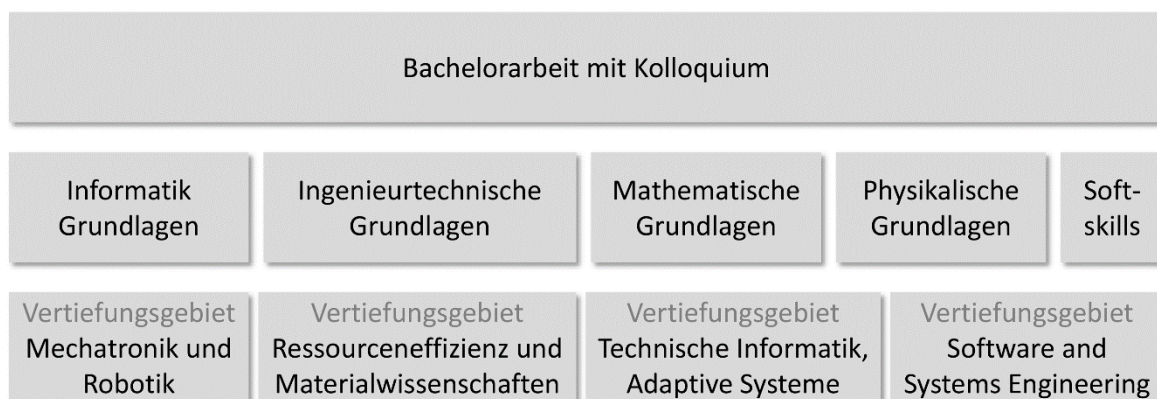 Bachelorarbeit mit Kolloquium
Informatik
Grundlagen
Ingenieurtechnische
Grundlagen
Mathematische
Grundlagen
Physikalische
Grundlagen
Soft-
skills
Vertiefungsgebiet
Mechatronik und
Robotik
Vertiefungsgebiet
Ressourceneffizienz und
Materialwissenschaften
Vertiefungsgebiet
Technische Informatik,
Adaptive Systeme
Vertiefungsgebiet
Software and
Systems Engineering